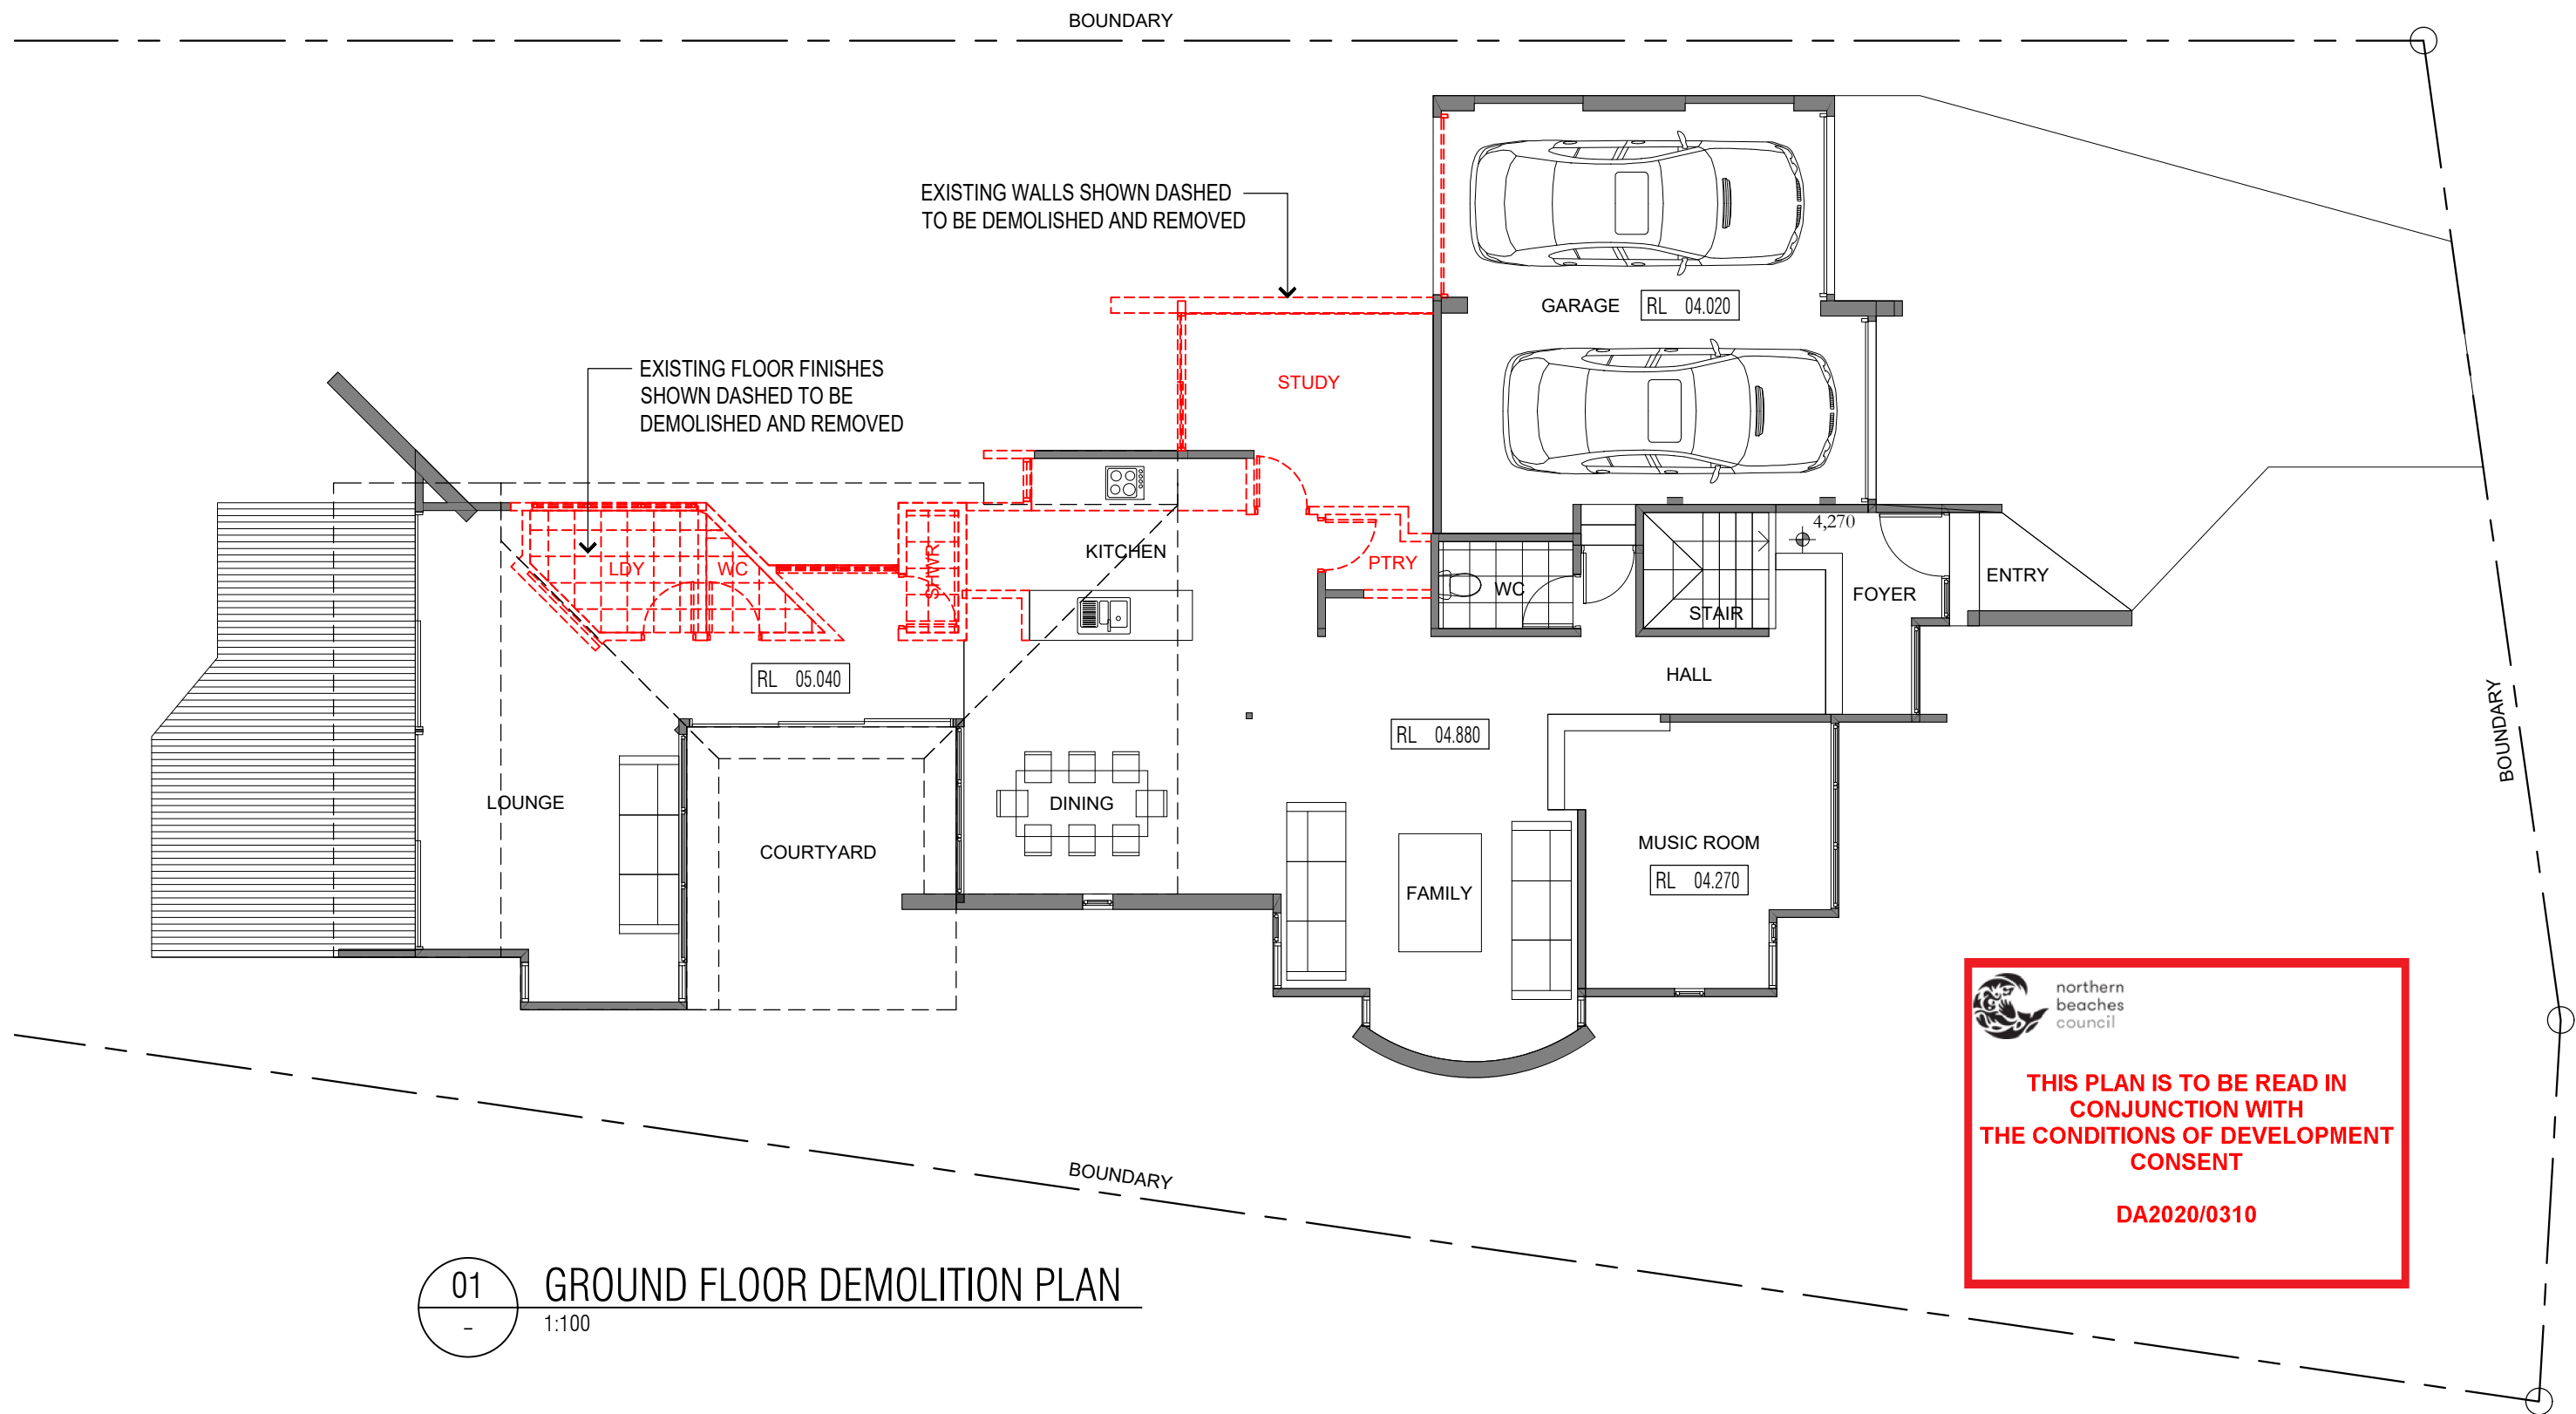 BOUNDARY
EXISTING WALLS SHOWN DASHED
TO BE DEMOLISHED AND REMOVED
GARAGE
RL 04.020
EXISTING FLOOR FINISHES
SHOWN DASHED TO BE
DEMOLISHED AND REMOVED
STUDY
4,270
KITCHEN
LDY
WC
SHWR
PTRY
WC
STAIR
FOYER
ENTRY
RL 05.040
HALL
RL 04.880
BOUNDARY
LOUNGE
DINING
COURTYARD
MUSIC ROOM
RL 04.270
FAMILY
northern
beaches
council
THIS PLAN IS TO BE READ IN
CONJUNCTION WITH
THE CONDITIONS OF DEVELOPMENT
CONSENT
DA2020/0310
BOUNDARY
01
-
GROUND FLOOR DEMOLITION PLAN
1:100